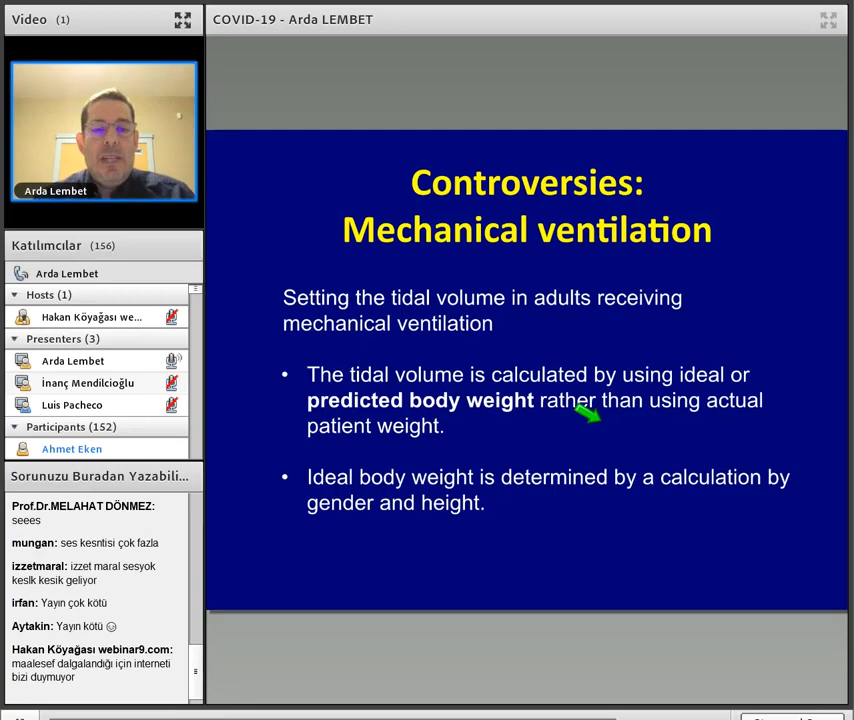 Video (1)
COVID-19 - Arda LEMBET
Arda Lembet
Katılımcılar (156)
Arda Lembet
Hosts (1)
Hakan Köyağası we...
Presenters (3)
Arda Lembet
İnanç Mendilcioğlu
Luis Pacheco
Participants (152)
Ahmet Eken
Sorunuzu Buradan Yazabili...
Prof.Dr.MELAHAT DÖNMEZ:
seees
mungan: ses kesntisi çok fazla
izzetmaral: izzet maral sesyok
keslk kesik geliyor
irfan: Yayın çok kötü
Aytakin: Yayın kötü
Hakan Köyağası webinar9.com:
maalesef dalgalandığı için interneti
bizi duymuyor
Controversies:
Mechanical ventilation
Setting the tidal volume in adults receiving
mechanical ventilation
• The tidal volume is calculated by using ideal or
predicted body weight rather than using actual
patient weight.
• Ideal body weight is determined by a calculation by
gender and height.